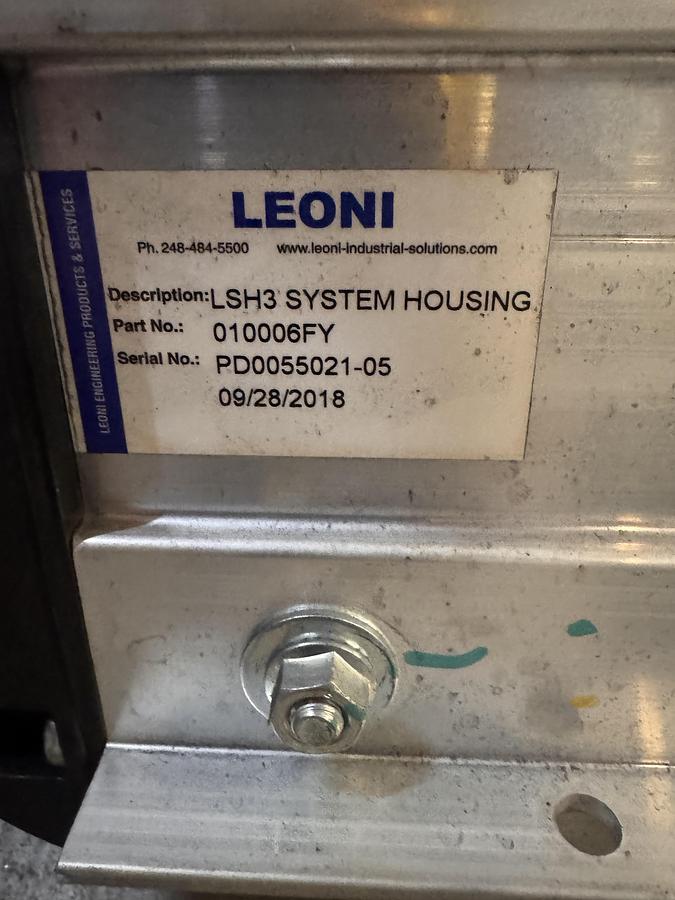 LEONI
Ph. 248-484-5500 www.leoni-industrial-solutions.com
Description: LSH3 SYSTEM HOUSING
Part No.: 010006FY
Serial No.: PD0055021-05
09/28/2018
LEONI ENGINEERING PRODUCTS & SERVICES